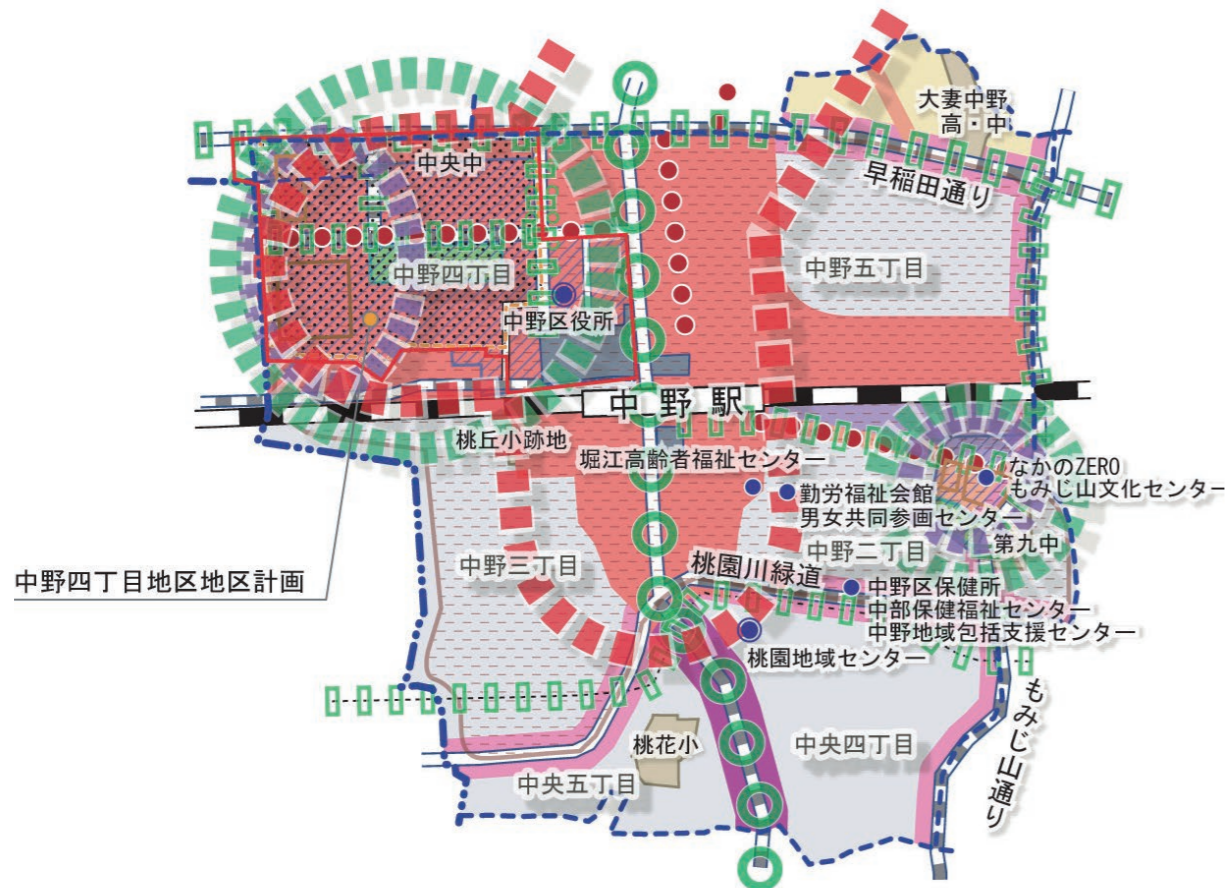 大妻中野
高・中
中央中
早稲田通り
中野五丁目
中野四丁目
中野区役所
中野駅
桃丘小跡地
堀江高齢者福祉センター
なかのZERO
もみじ山文化センター
勤労福祉会館
男女共同参画センター
第九中
中野二丁目
中野三丁目
桃園川緑道
中野四丁目地区地区計画
中野区保健所
中部保健福祉センター
中野地域包括支援センター
桃園地域センター
もみじ山通り
桃花小
中央四丁目
中央五丁目